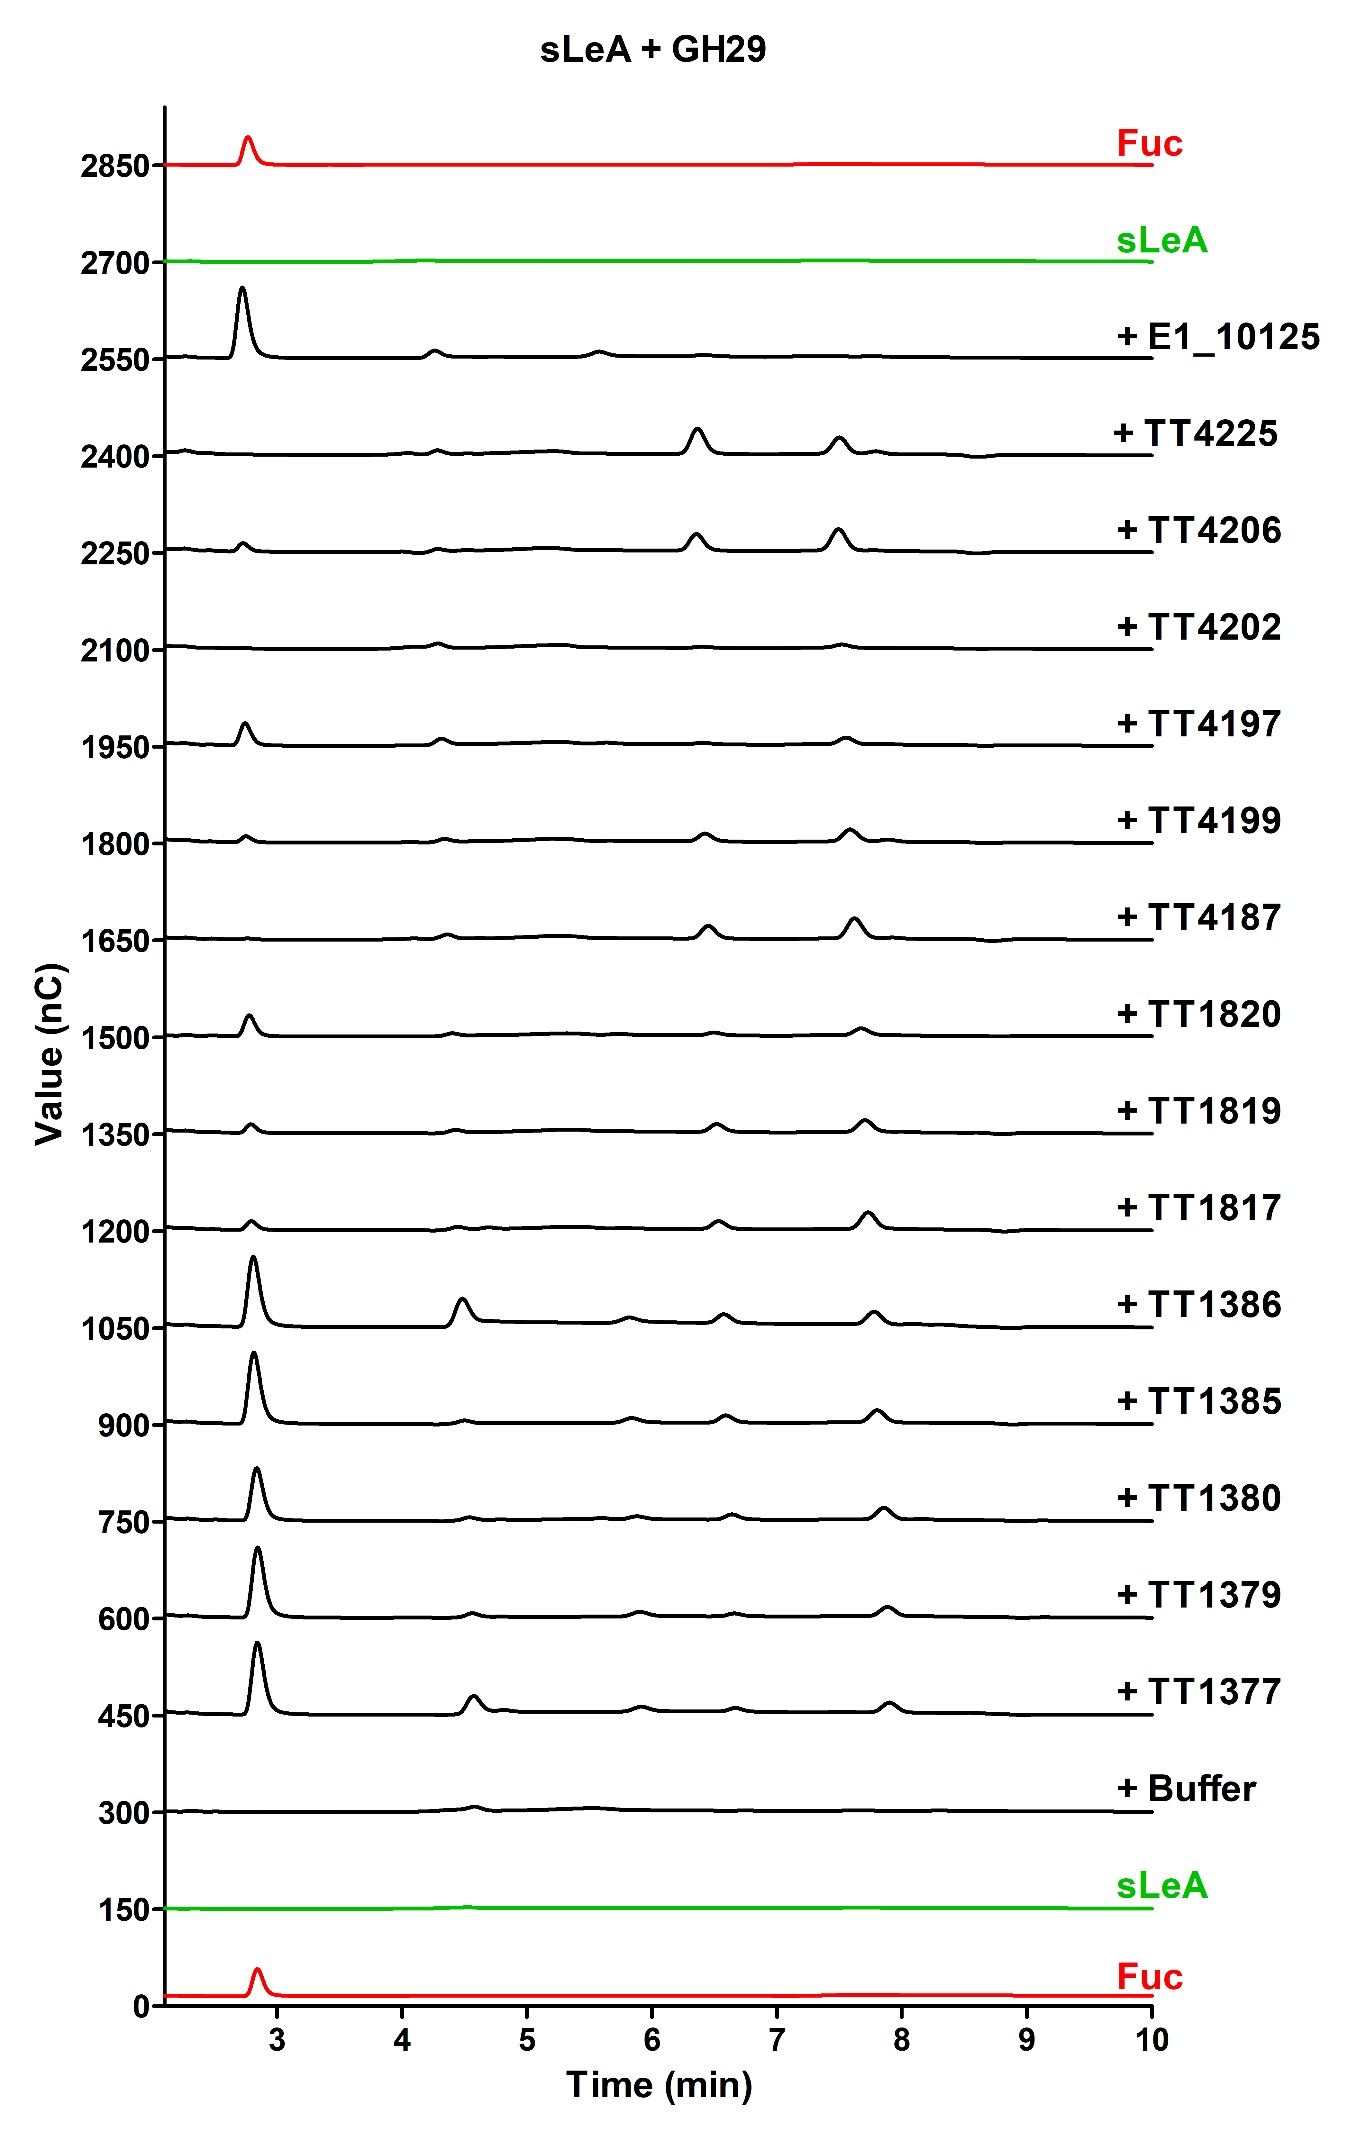 sLeA + GH29
Fuc
2850
sLeA
2700
+ E1_10125
2550
+ TT4225
2400
+ TT4206
2250
+ TT4202
2100
+ TT4197
1950
+ TT4199
1800
+ TT4187
1650
+ TT1820
1500
+ TT1819
1350
+ TT1817
1200
+ TT1386
1050
+ TT1385
900
+ TT1380
750
+ TT1379
600
+ TT1377
450
+ Buffer
300
sLeA
150
Fuc
0
Value (nC)
3 4 5 6 7 8 9 10
Time (min)